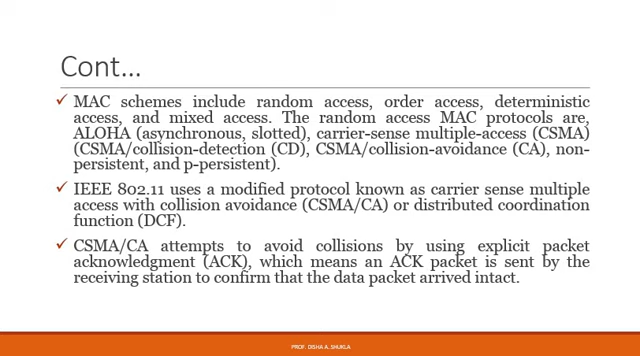 Cont…
✓ MAC schemes include random access, order access, deterministic
access, and mixed access. The random access MAC protocols are,
ALOHA (asynchronous, slotted), carrier-sense multiple-access (CSMA)
(CSMA/collision-detection (CD), CSMA/collision-avoidance (CA), non-
persistent, and p-persistent).
✓ IEEE 802.11 uses a modified protocol known as carrier sense multiple
access with collision avoidance (CSMA/CA) or distributed coordination
function (DCF).
✓ CSMA/CA attempts to avoid collisions by using explicit packet
acknowledgment (ACK), which means an ACK packet is sent by the
receiving station to confirm that the data packet arrived intact.
PROF. DISHA A. SHUKLA